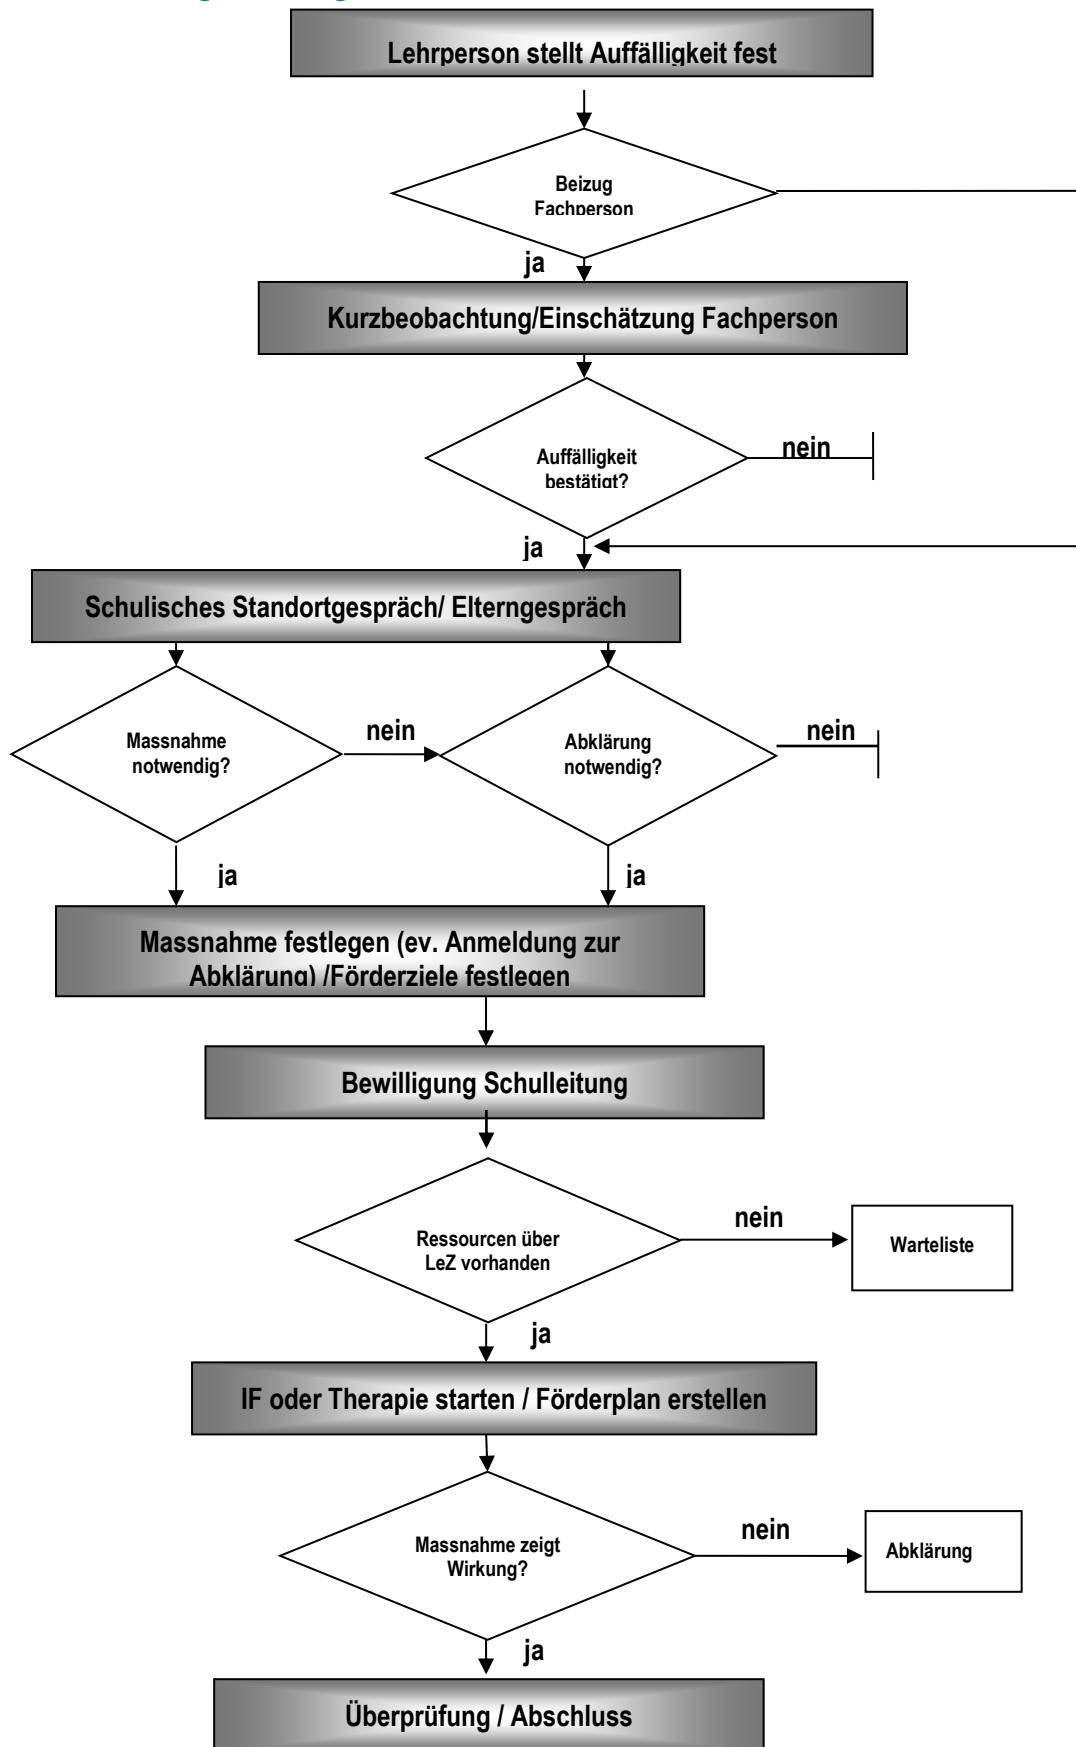 Lehrperson stellt Auffälligkeit fest
Beizug
Fachperson
ja
Kurzbeobachtung/Einschätzung Fachperson
Auffälligkeit
bestätigt?
nein
ja
Schulisches Standortgespräch/ Elterngespräch
Massnahme
notwendig?
nein
Abklärung
notwendig?
nein
ja
ja
Massnahme festlegen (ev. Anmeldung zur
Abklärung) /Förderziele festlegen
Bewilligung Schulleitung
Ressourcen über
LeZ vorhanden
nein
Warteliste
ja
IF oder Therapie starten / Förderplan erstellen
Massnahme zeigt
Wirkung?
nein
Abklärung
ja
Überprüfung / Abschluss